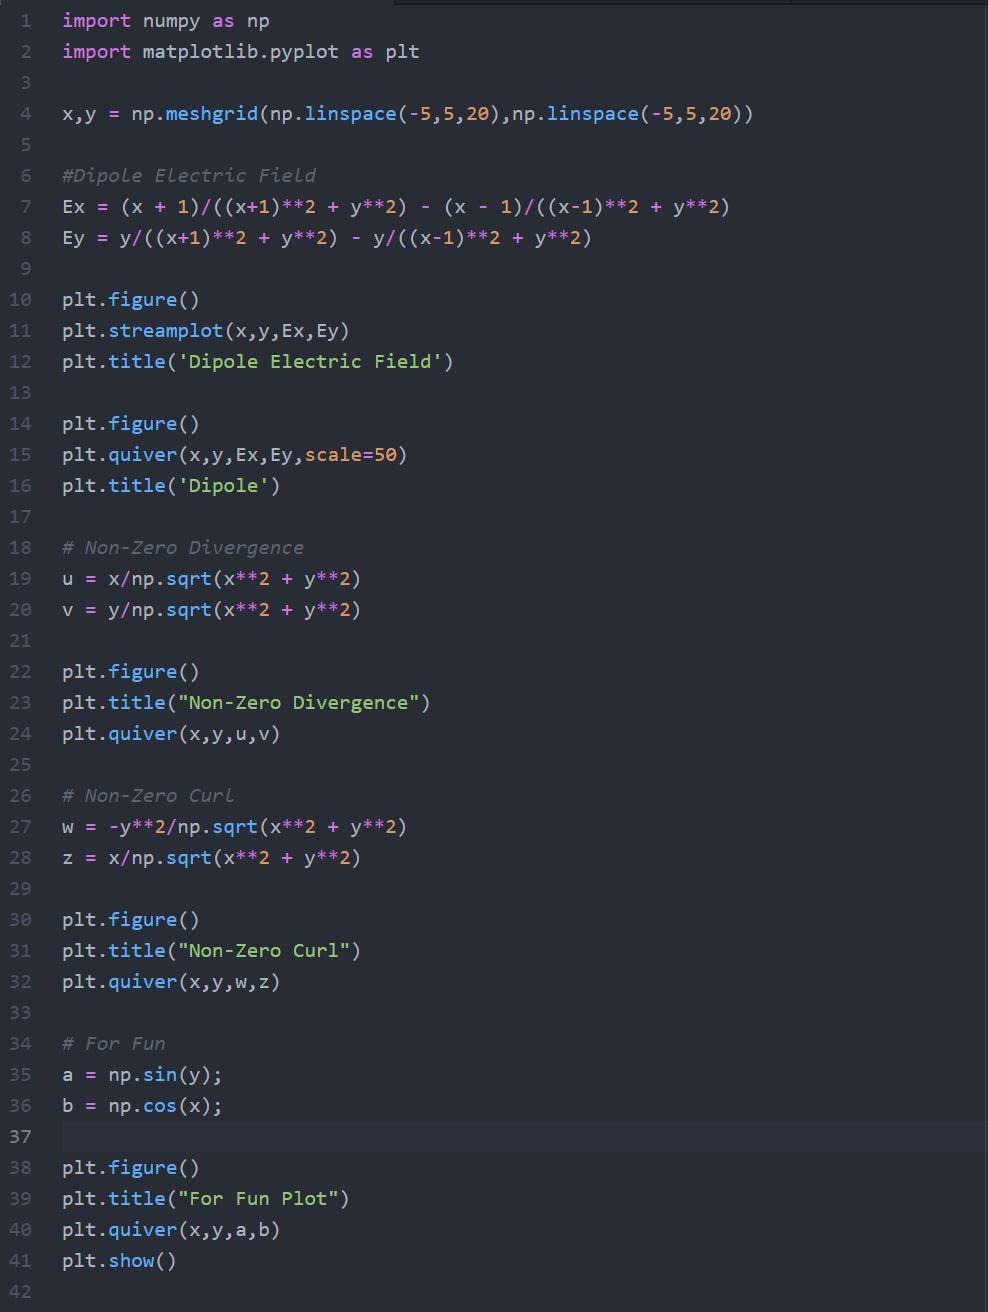 1 import numpy as np
2 import matplotlib.pyplot as plt
3
4 x,y = np.meshgrid(np.linspace(-5,5,20),np.linspace(-5,5,20))
5
6 #Dipole Electric Field
7 Ex = (x + 1)/((x+1)**2 + y**2) - (x - 1)/((x-1)**2 + y**2)
8 Ey = y/((x+1)**2 + y**2) - y/((x-1)**2 + y**2)
9
10 plt.figure()
11 plt.streamplot(x,y,Ex,Ey)
12 plt.title('Dipole Electric Field')
13
14 plt.figure()
15 plt.quiver(x,y,Ex,Ey,scale=50)
16 plt.title('Dipole')
17
18 # Non-Zero Divergence
19 u = x/np.sqrt(x**2 + y**2)
20 v = y/np.sqrt(x**2 + y**2)
21
22 plt.figure()
23 plt.title("Non-Zero Divergence")
24 plt.quiver(x,y,u,v)
25
26 # Non-Zero Curl
27 w = -y**2/np.sqrt(x**2 + y**2)
28 z = x/np.sqrt(x**2 + y**2)
29
30 plt.figure()
31 plt.title("Non-Zero Curl")
32 plt.quiver(x,y,w,z)
33
34 # For Fun
35 a = np.sin(y);
36 b = np.cos(x);
37
38 plt.figure()
39 plt.title("For Fun Plot")
40 plt.quiver(x,y,a,b)
41 plt.show()
42